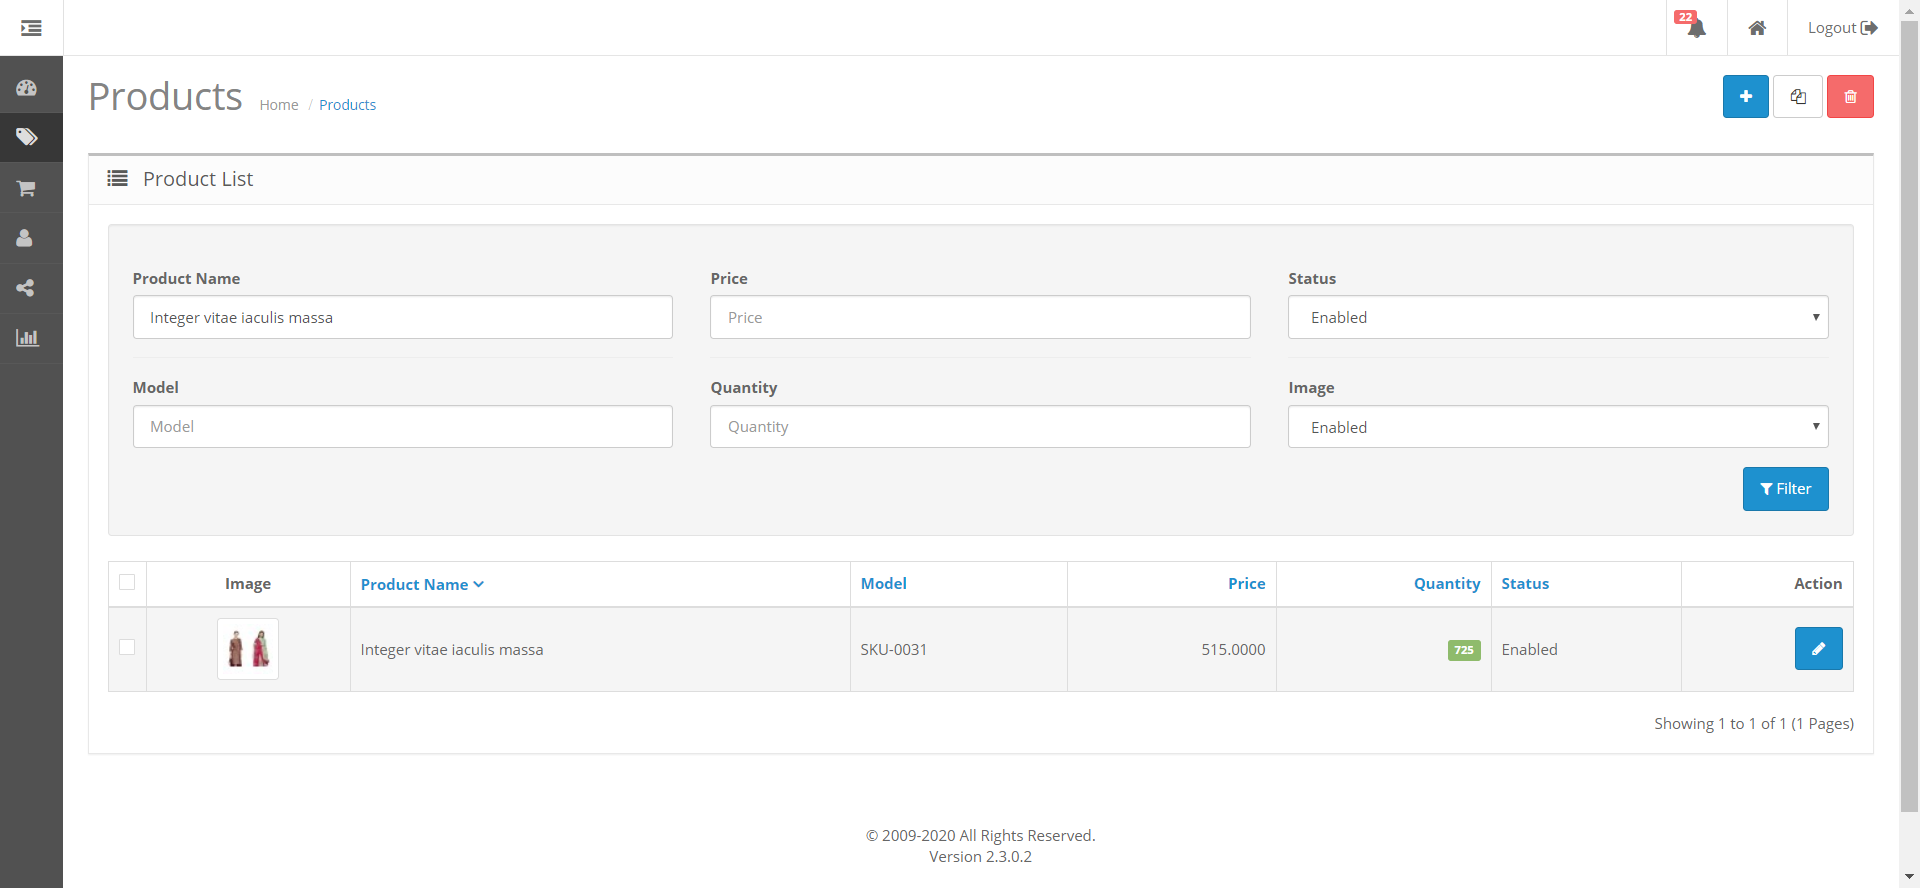 22
Logout
Products
Home / Products
Product List
Product Name
Price
Status
Integer vitae iaculis massa
Price
Enabled
Model
Quantity
Image
Model
Quantity
Enabled
Filter
Image
Product Name
Model
Price
Quantity
Status
Action
Integer vitae iaculis massa
SKU-0031
515.0000
725
Enabled
Showing 1 to 1 of 1 (1 Pages)
© 2009-2020 All Rights Reserved.
Version 2.3.0.2